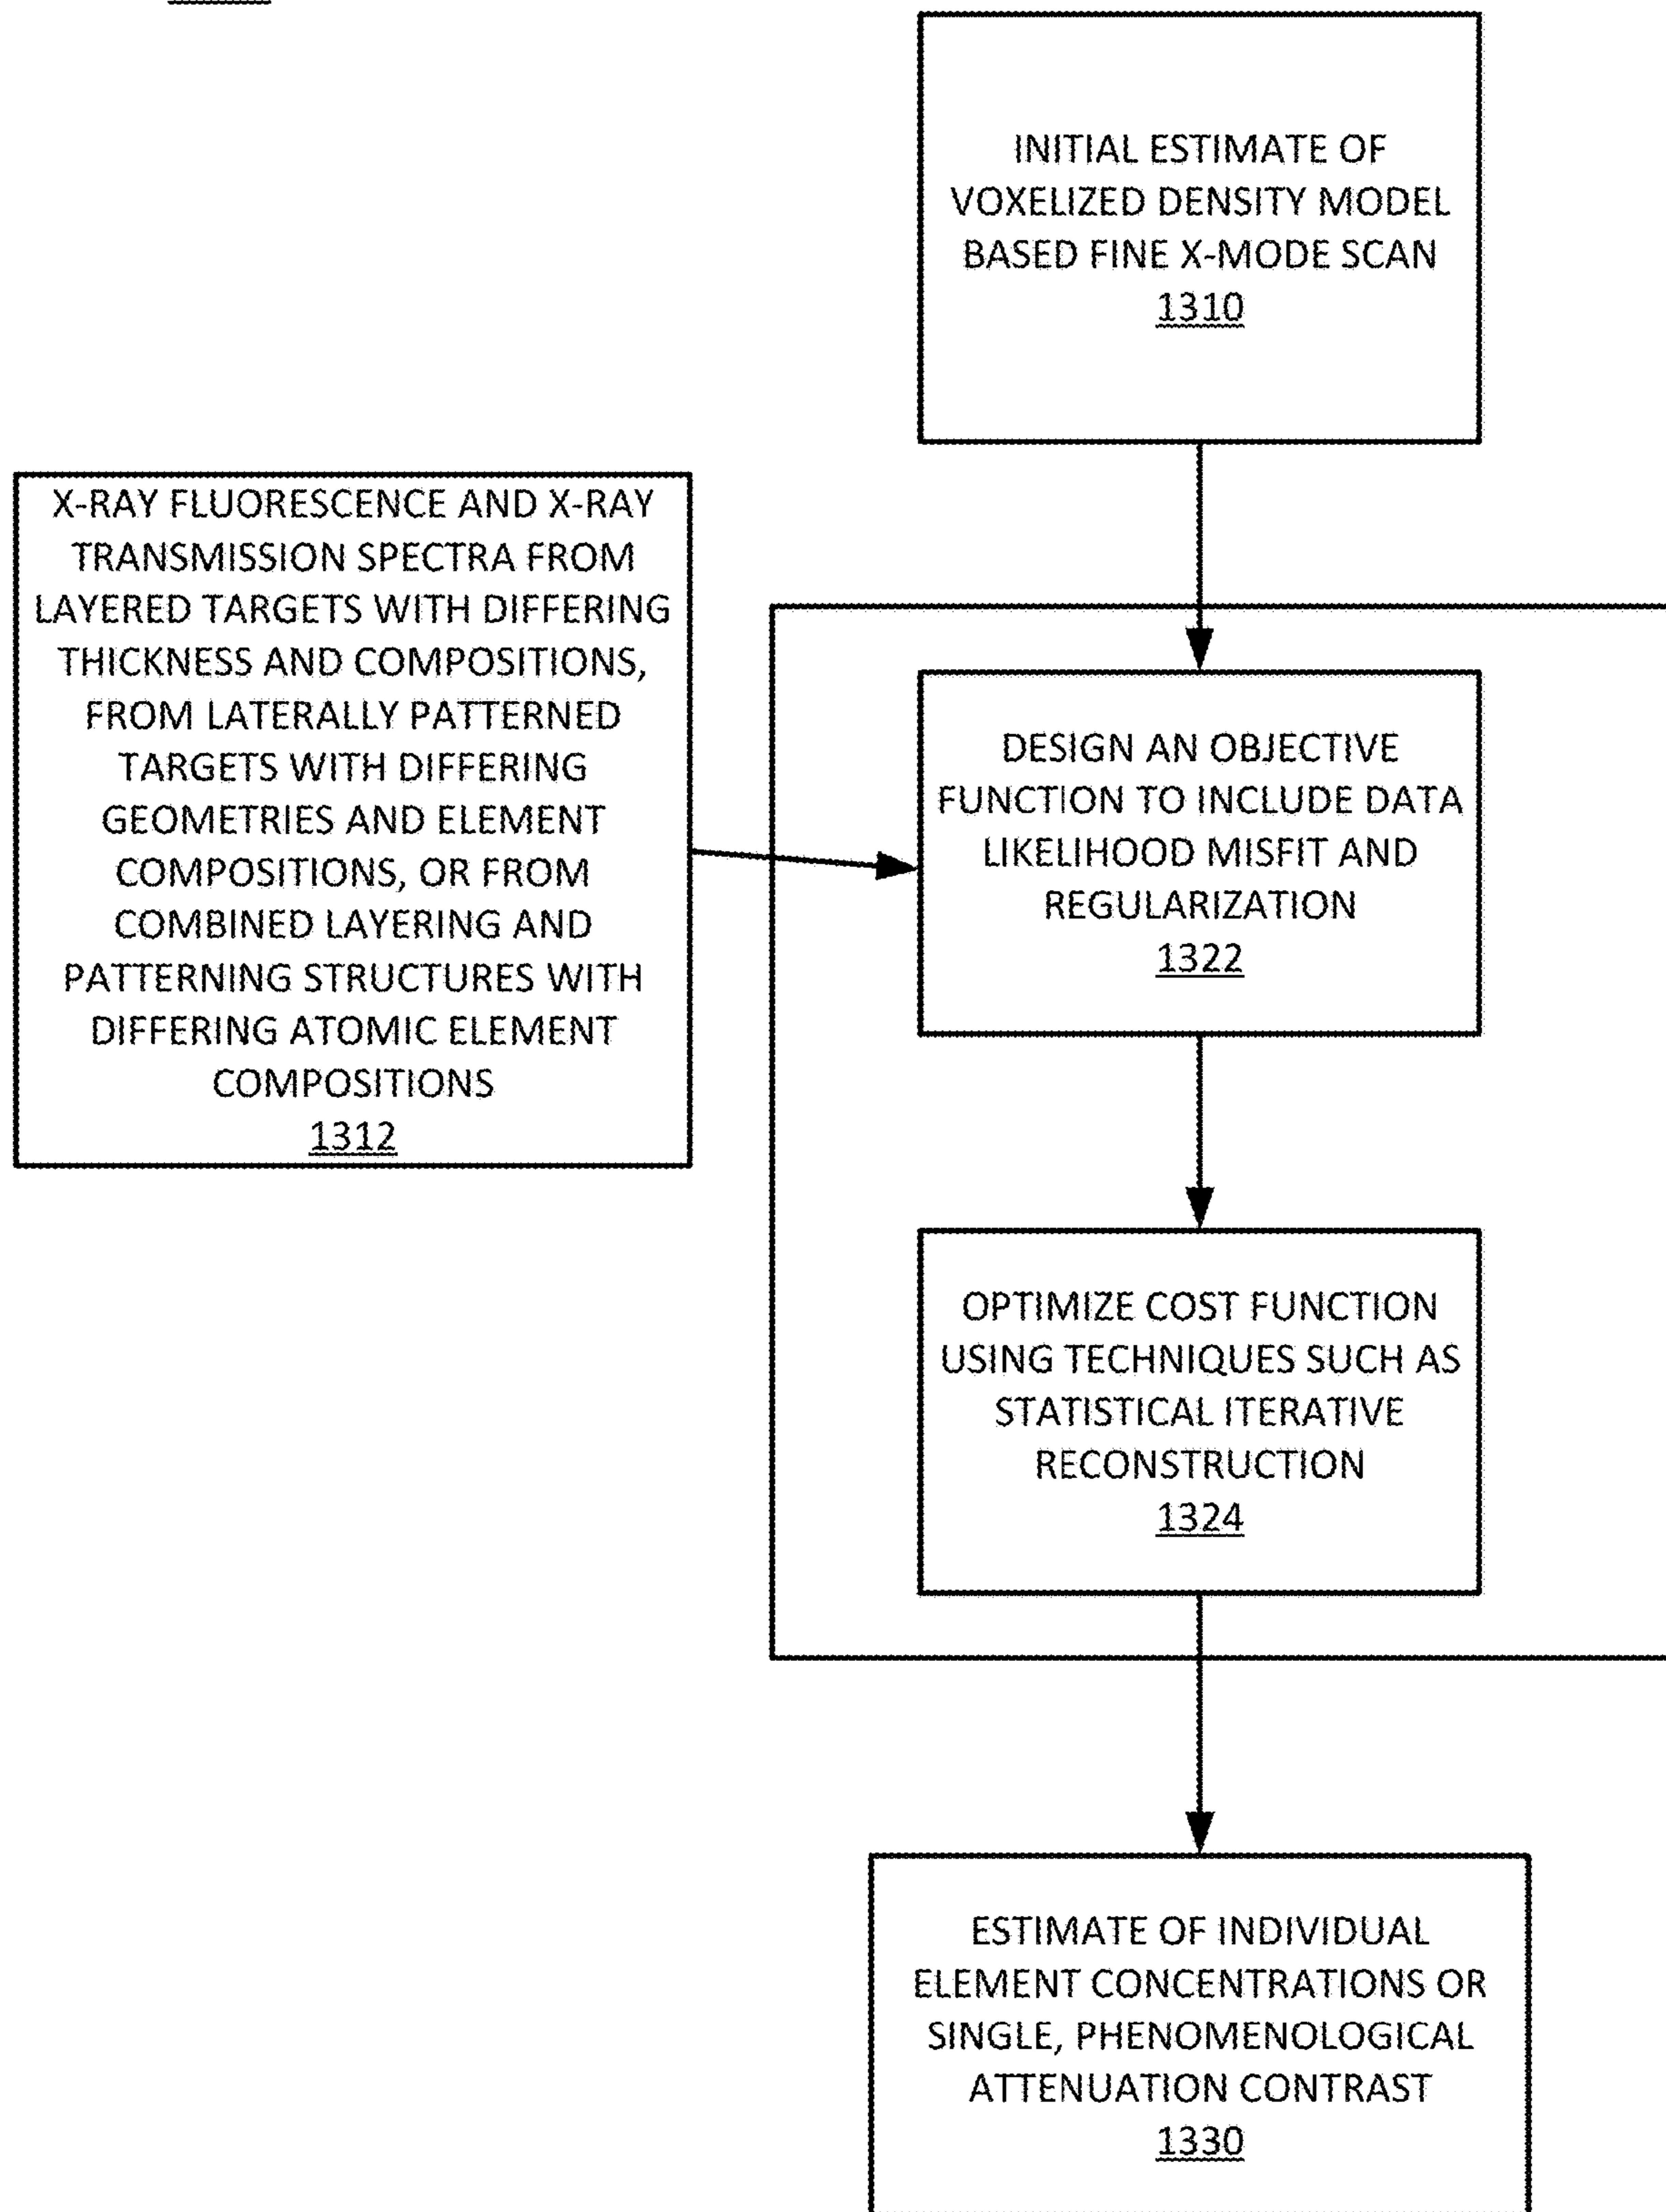 INITIAL ESTIMATE OF
VOXELIZED DENSITY MODEL
BASED FINE X-MODE SCAN
1310
X-RAY FLUORESCENCE AND X-RAY
TRANSMISSION SPECTRA FROM
LAYERED TARGETS WITH DIFFERING
THICKNESS AND COMPOSITIONS,
FROM LATERALLY PATTERNED
TARGETS WITH DIFFERING
GEOMETRIES AND ELEMENT
COMPOSITIONS, OR FROM
COMBINED LAYERING AND
PATTERNING STRUCTURES WITH
DIFFERING ATOMIC ELEMENT
COMPOSITIONS
1312
DESIGN AN OBJECTIVE
FUNCTION TO INCLUDE DATA
LIKELIHOOD MISFIT AND
REGULARIZATION
1322
OPTIMIZE COST FUNCTION
USING TECHNIQUES SUCH AS
STATISTICAL ITERATIVE
RECONSTRUCTION
1324
ESTIMATE OF INDIVIDUAL
ELEMENT CONCENTRATIONS OR
SINGLE, PHENOMENOLOGICAL
ATTENUATION CONTRAST
1330